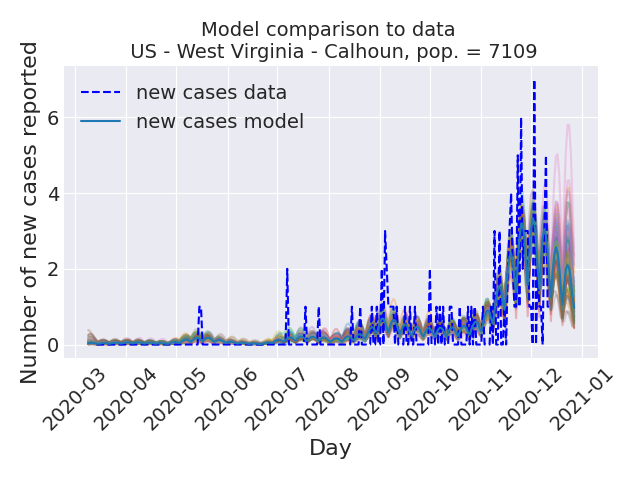 Model comparison to data
US - West Virginia - Calhoun, pop. = 7109
Number of new cases reported
new cases data
new cases model
6
4
2
0
2020-03
2020-04
2020-05
2020-06
2020-07
2020-08
2020-09
2020-10
2020-11
2020-12
2021-01
Day